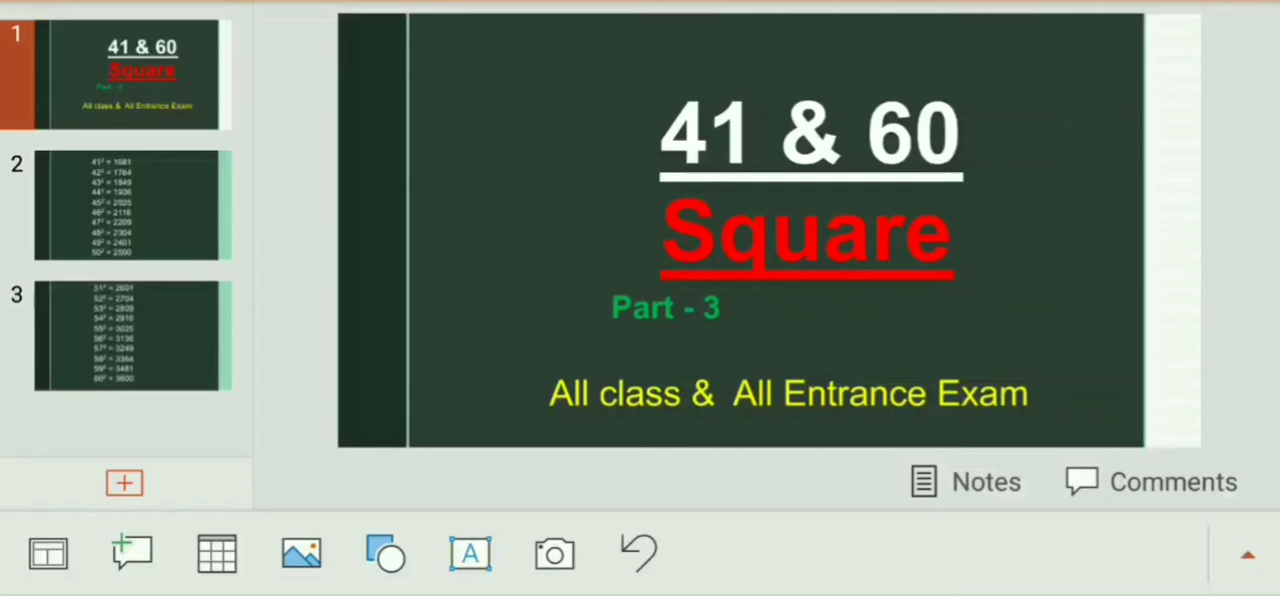 1
41 & 60
Square
Part - 3
All class & All Entrance Exam
2
41² = 1681
42² = 1764
43² = 1849
44² = 1936
45² = 2025
46² = 2116
47² = 2209
48² = 2304
49² = 2401
50² = 2500
3
51² = 2601
52² = 2704
53² = 2809
54² = 2916
55² = 3025
56² = 3136
57² = 3249
58² = 3364
59² = 3481
60² = 3600
41 & 60
Square
Part - 3
All class & All Entrance Exam
Notes
Comments
A